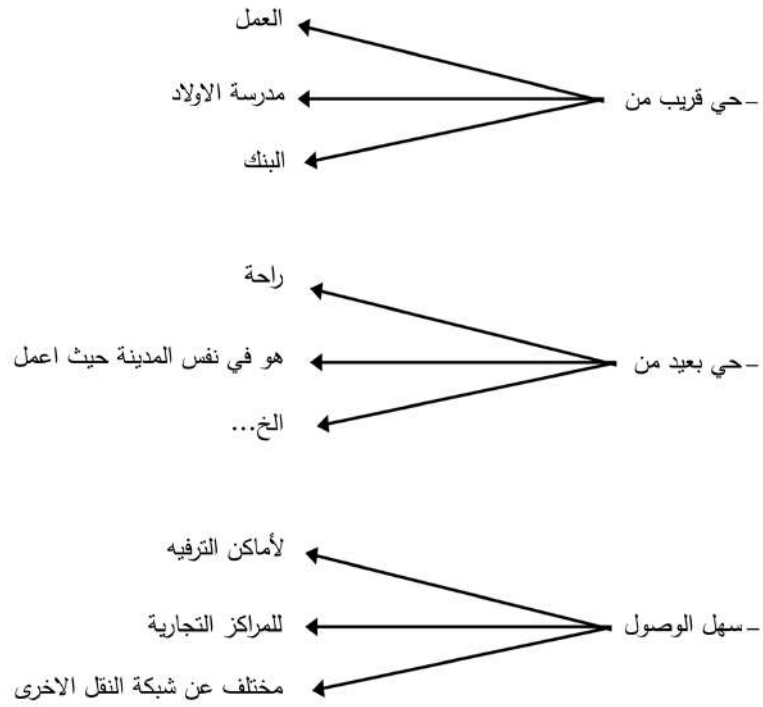 العمل
- حي قريب من
مدرسة الاولاد
البنك
راحة
- حي بعيد من
هو في نفس المدينة حيث اعمل
الخ...
لأماكن الترفيه
- سهل الوصول
للمراكز التجارية
مختلف عن شبكة النقل الاخرى